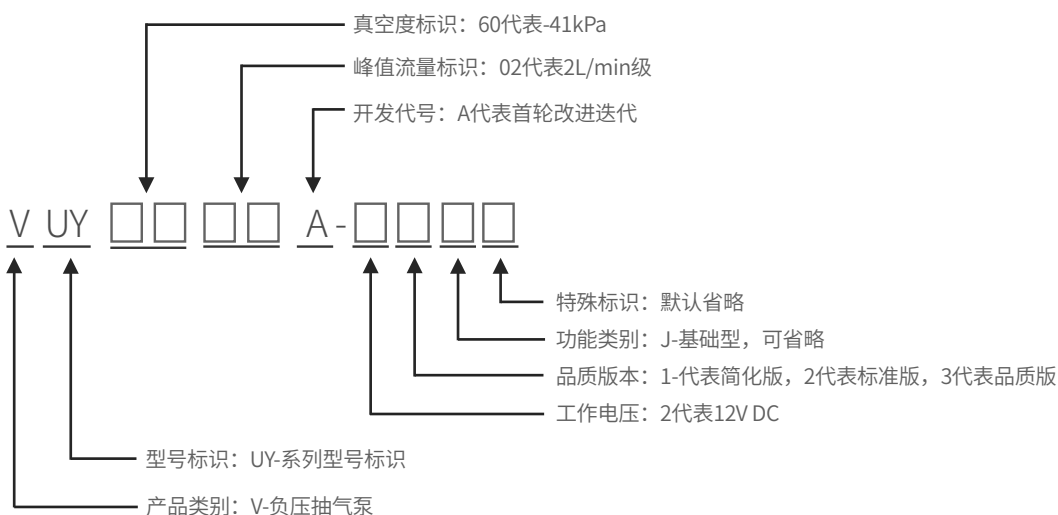 真空度标识：60代表-41kPa
峰值流量标识：02代表2L/min级
开发代号：A代表首轮改进迭代
V UY □□ □□ A-□□□□
特殊标识：默认省略
功能类别：J-基础型，可省略
品质版本：1-代表简化版，2代表标准版，3代表品质版
工作电压：2代表12V DC
型号标识：UY-系列型号标识
产品类别：V-负压抽气泵